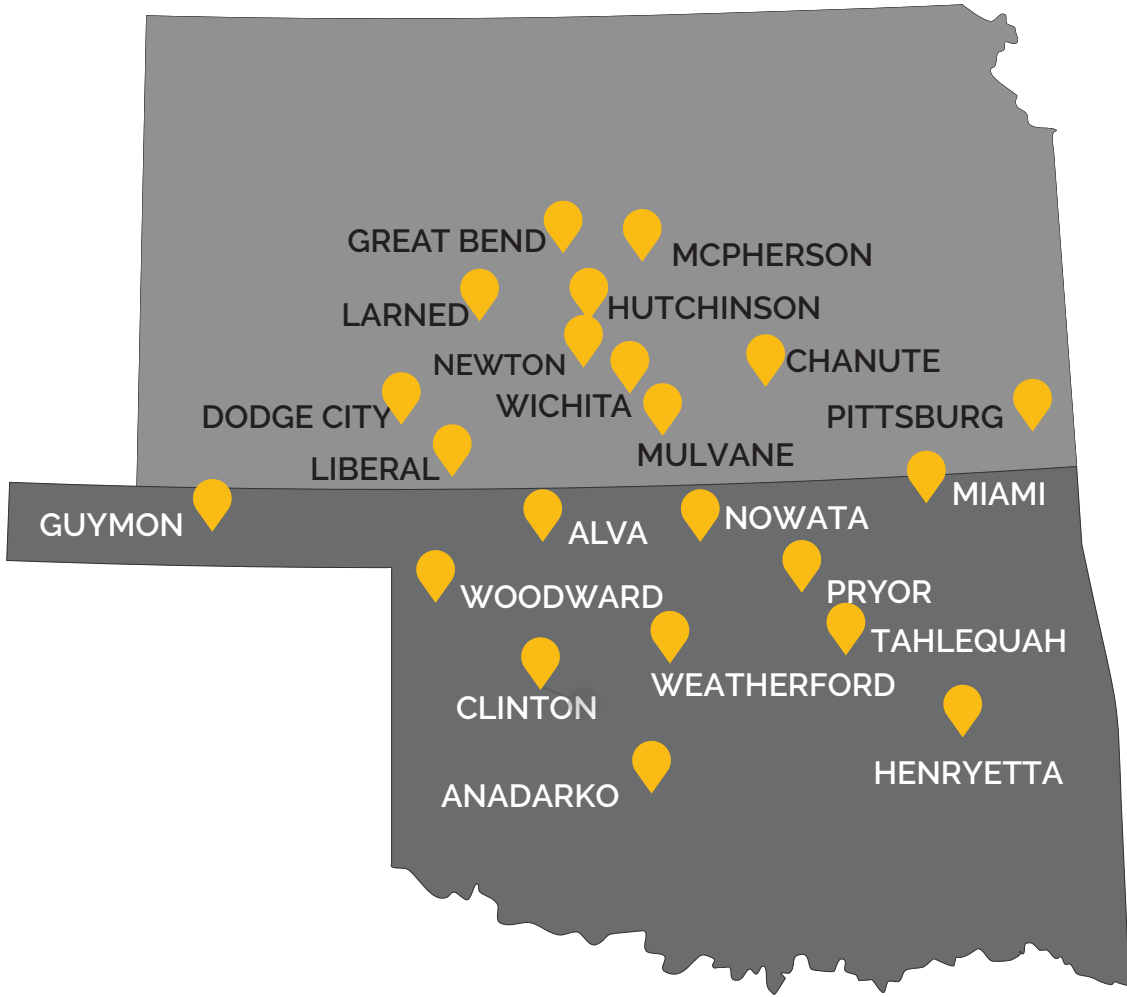 GREAT BEND
MCPHERSON
LARNED
HUTCHINSON
NEWTON
CHANUTE
WICHITA
DODGE CITY
PITTSBURG
MULVANE
LIBERAL
MIAMI
GUYMON
ALVA
NOWATA
WOODWARD
PRYOR
TAHLEQUAH
WEATHERFORD
CLINTON
HENRYETTA
ANADARKO